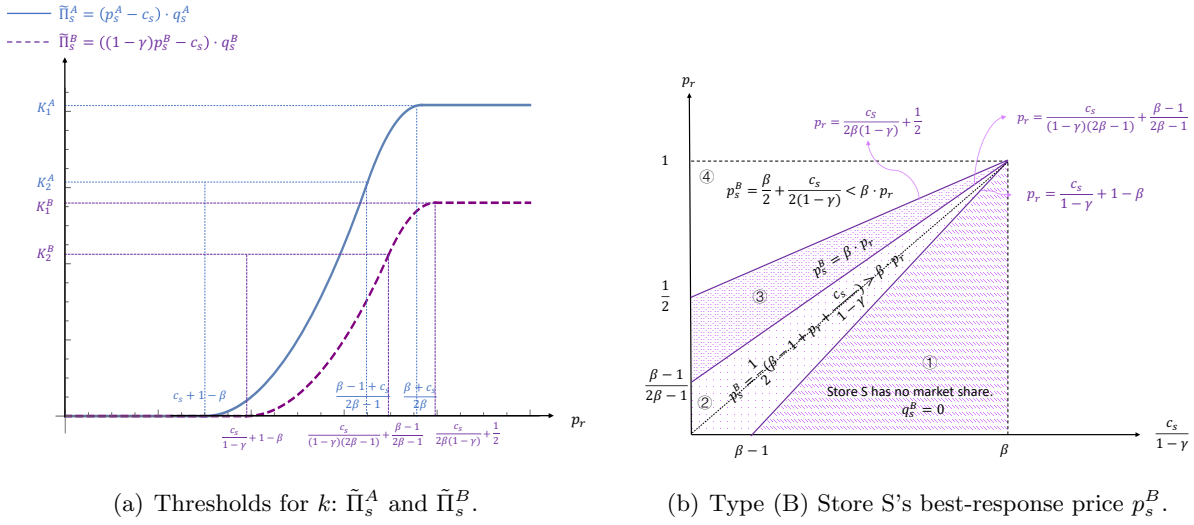 Π̃_s^A = (p_s^A − c_s) · q_s^A
Π̃_s^B = ((1 − γ)p_s^B − c_s) · q_s^B
K_1^A
K_2^A
K_1^B
K_2^B
c_s + 1 − β
(β − 1 + c_s)/(2β − 1)
(β + c_s)/(2β)
p_r
c_s/(1 − γ) + 1 − β
c_s/((1 − γ)(2β − 1)) + (β − 1)/(2β − 1)
c_s/(2β(1 − γ)) + 1/2
(a) Thresholds for k: Π̃_s^A and Π̃_s^B.
p_r
p_r = c_s/(2β(1 − γ)) + 1/2
p_r = c_s/((1 − γ)(2β − 1)) + (β − 1)/(2β − 1)
1
④
p_s^B = β/2 + c_s/(2(1 − γ)) < β · p_r
p_r = c_s/(1 − γ) + 1 − β
p_s^B = β · p_r
1/2
③
p_s^B = 1/2 (β − 1 + p_r + c_s/(1 − γ)) > β · p_r
(β − 1)/(2β − 1)
②
①
Store S has no market share.
q_s^B = 0
β − 1
β
c_s/(1 − γ)
(b) Type (B) Store S's best-response price p_s^B.